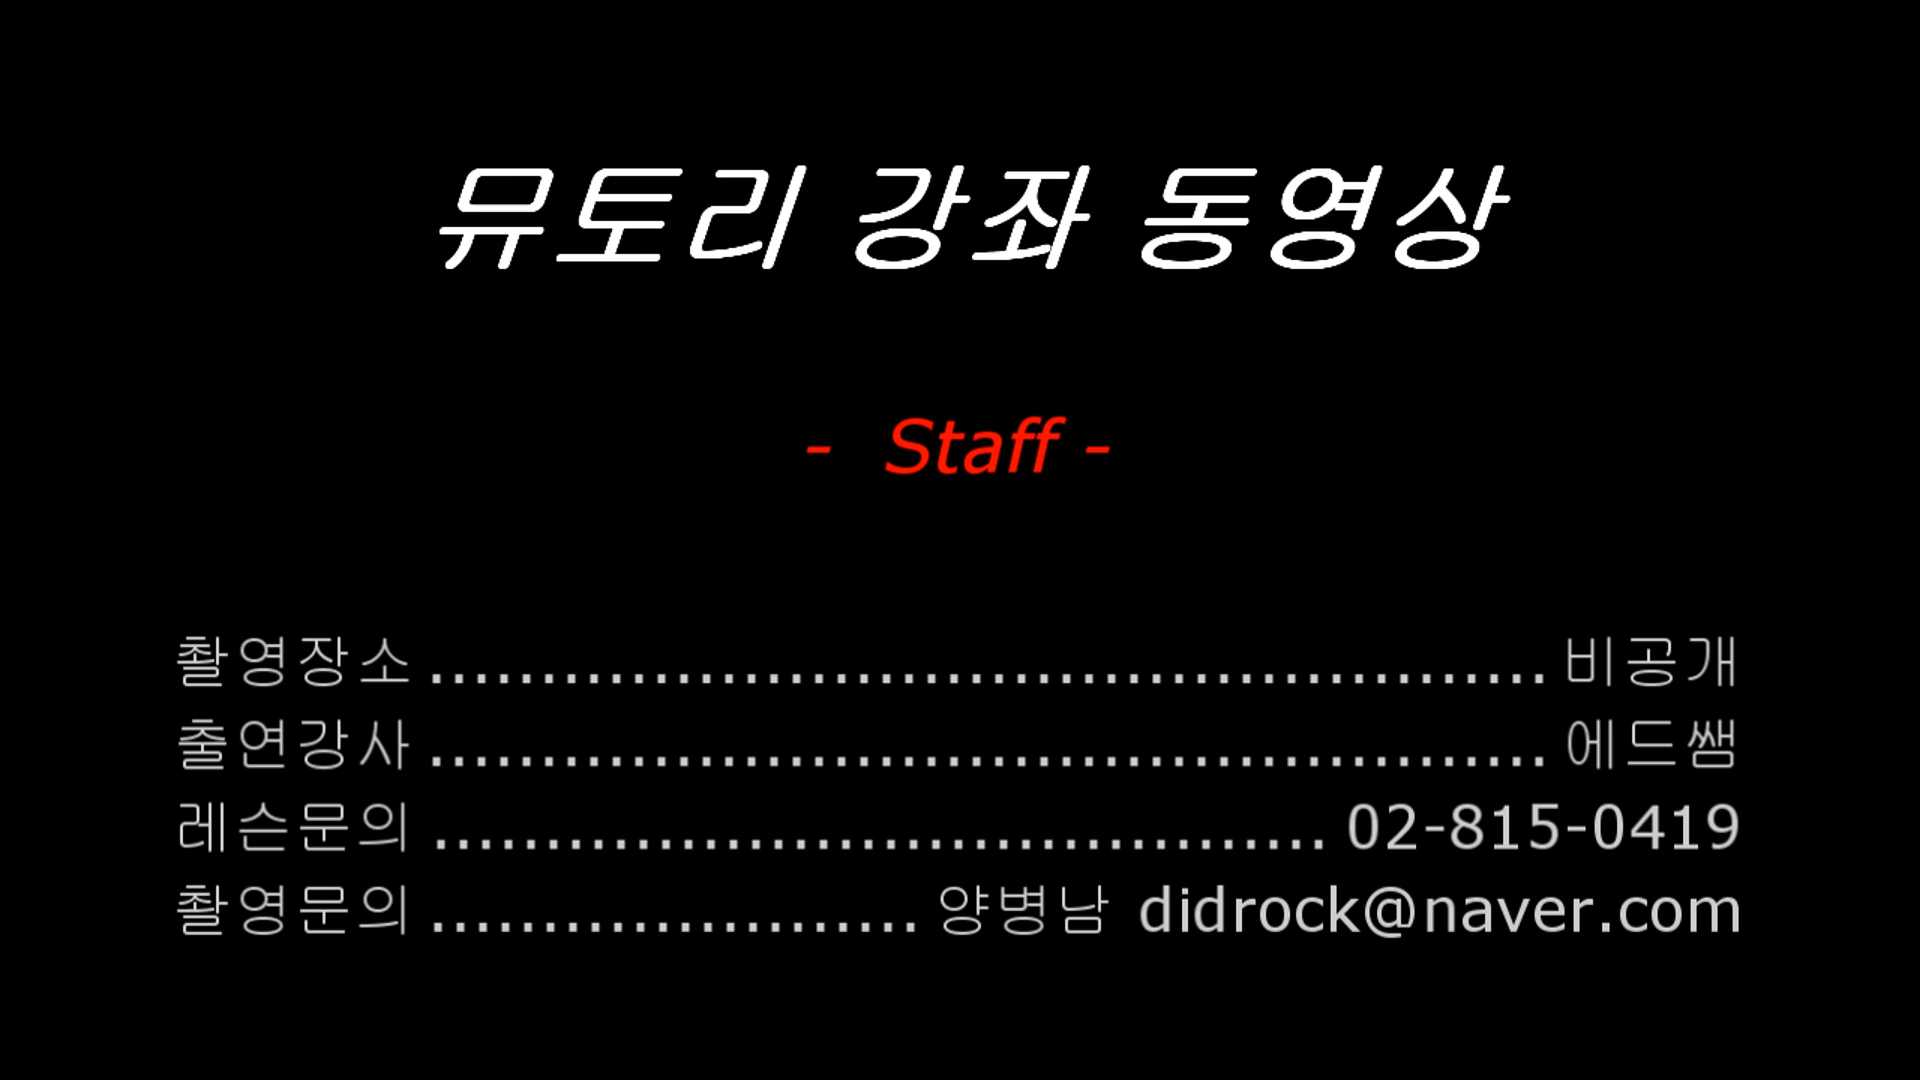 뮤토리 강좌 동영상
- Staff -
촬영장소 .................................................. 비공개
출연강사 .................................................. 에드쌤
레슨문의 ........................................ 02-815-0419
촬영문의 ...................... 양병남 didrock@naver.com